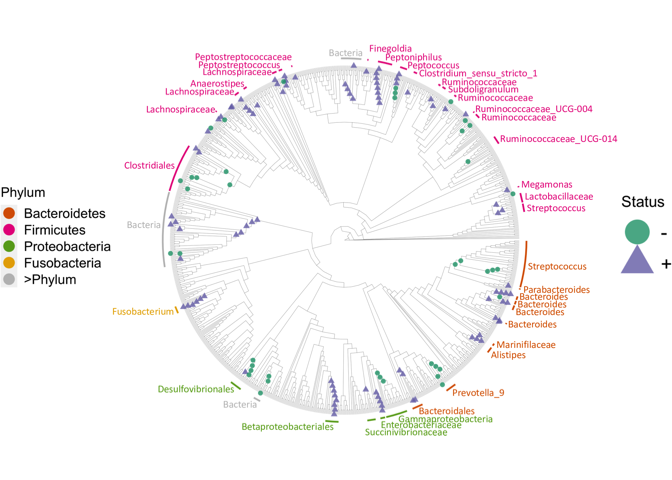 Bacteria
Finegoldia
Peptostreptococcaceae
Peptoniphilus
Peptostreptococcus
Peptococcus
Lachnospiraceae
Clostridium_sensu_stricto_1
Anaerostipes
Ruminococcaceae
Lachnospiraceae
Subdoligranulum
Ruminococcaceae
Lachnospiraceae
Ruminococcaceae_UCG-004
Ruminococcaceae
Ruminococcaceae_UCG-014
Clostridiales
Megamonas
Lactobacillaceae
Streptococcus
Phylum
Bacteroidetes
Firmicutes
Proteobacteria
Fusobacteria
>Phylum
Bacteria
Status
-
+
Streptococcus
Parabacteroides
Bacteroides
Bacteroides
Bacteroides
Bacteroides
Fusobacterium
Marinifilaceae
Alistipes
Desulfovibrionales
Prevotella_9
Bacteria
Bacteroidales
Gammaproteobacteria
Betaproteobacteriales
Enterobacteriaceae
Succinivibrionaceae